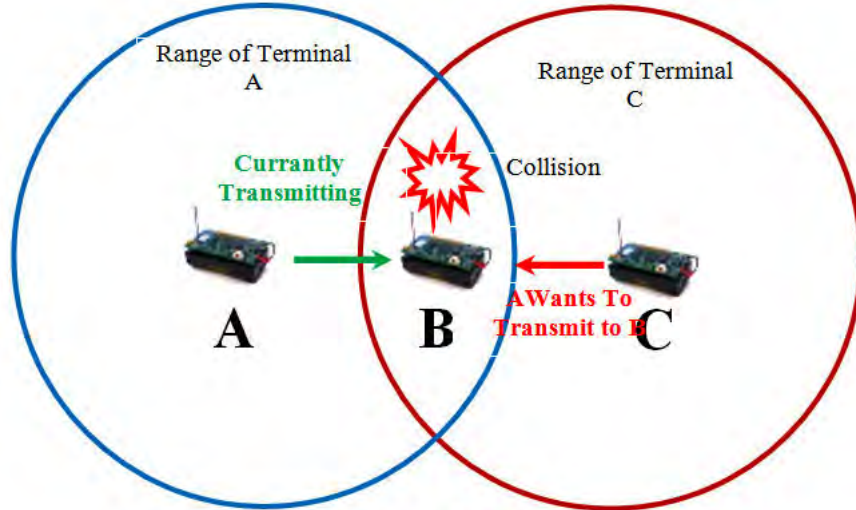 Range of Terminal
A
Range of Terminal
C
Currantly
Transmitting
Collision
AWants To
Transmit to B
A
B
C